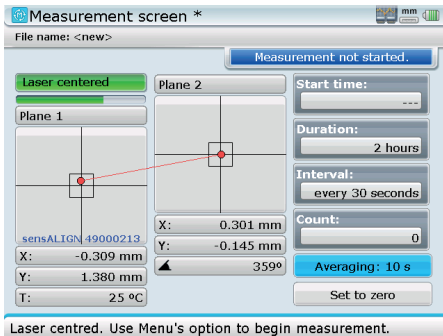 Measurement screen *
mm
File name: <new>
Measurement not started.
Laser centered
Plane 1
sensALIGN 49000213
X: -0.309 mm
Y: 1.380 mm
T: 25 ºC
Plane 2
X: 0.301 mm
Y: -0.145 mm
359º
Start time:
---
Duration:
2 hours
Interval:
every 30 seconds
Count:
0
Averaging: 10 s
Set to zero
Laser centred. Use Menu's option to begin measurement.